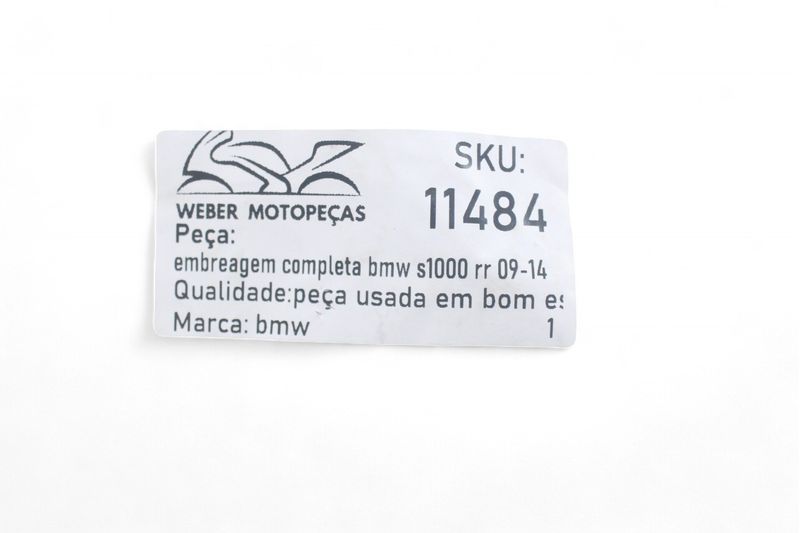 SKU:
11484
WEBER MOTOPEÇAS
Peça:
embreagem completa bmw s1000 rr 09-14
Qualidade:peça usada em bom es
Marca: bmw
1